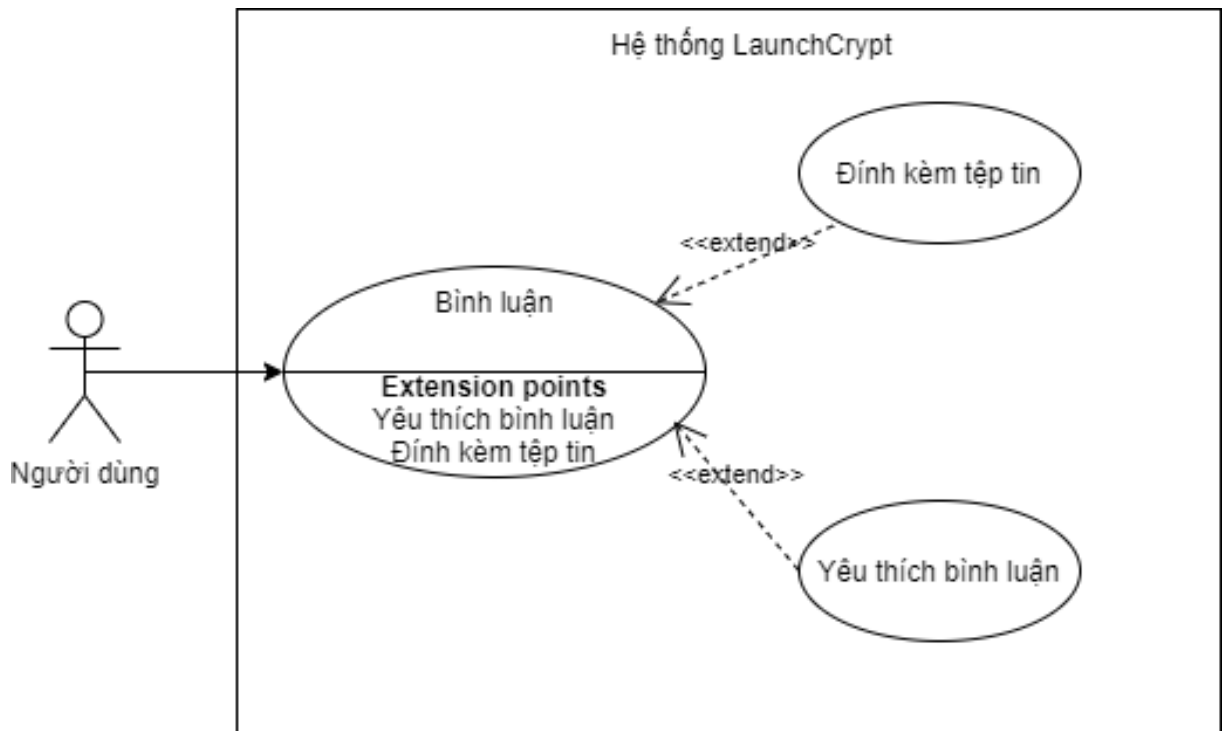 Hệ thống LaunchCrypt
Đính kèm tệp tin
<<extend>>
Bình luận
Extension points
Yêu thích bình luận
Đính kèm tệp tin
Người dùng
<<extend>>
Yêu thích bình luận